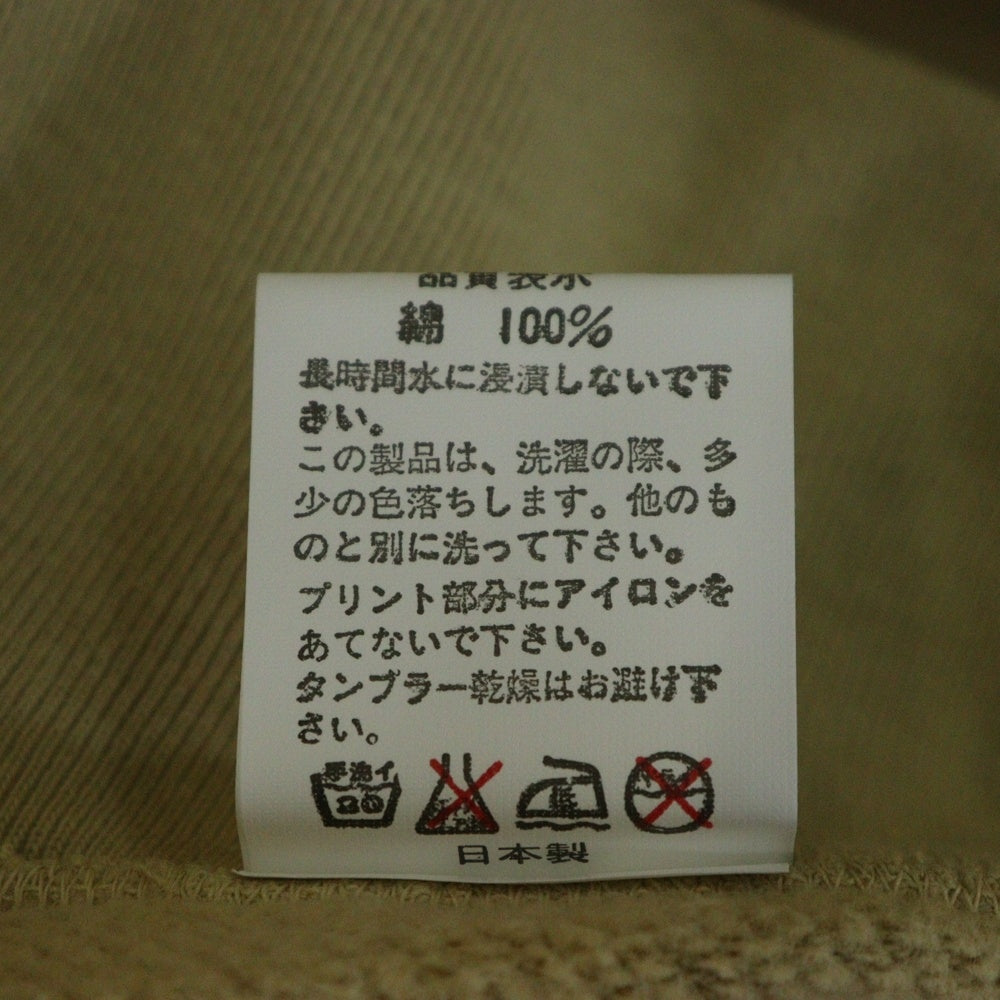 品質表示
綿 100%
長時間水に浸漬しないで下
さい。
この製品は、洗濯の際、多
少の色落ちします。他のも
のと別に洗って下さい。
プリント部分にアイロンを
あてないで下さい。
タンブラー乾燥はお避け下
さい。
手洗イ
30
日本製